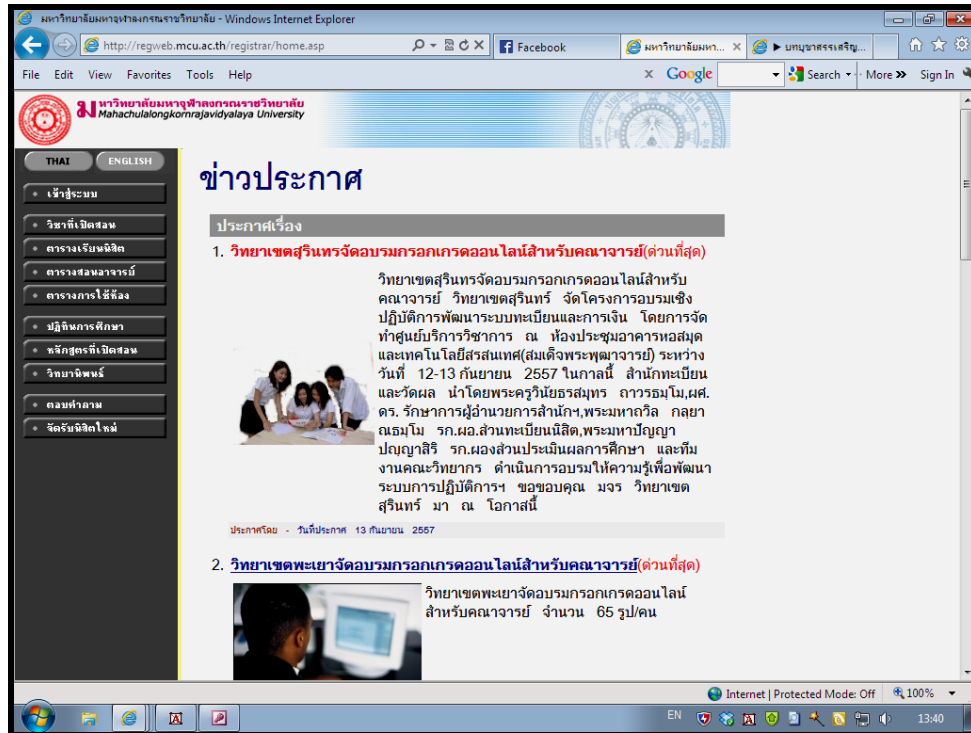 มหาวิทยาลัยมหาจุฬาลงกรณราชวิทยาลัย - Windows Internet Explorer
http://regweb.mcu.ac.th/registrar/home.asp
Facebook
มหาวิทยาลัยมหา...
บทบูชาสรรเสริญ...
File Edit View Favorites Tools Help
Google
Search
More
Sign In
มหาวิทยาลัยมหาจุฬาลงกรณราชวิทยาลัย
Mahachulalongkornrajavidyalaya University
THAI
ENGLISH
เข้าสู่ระบบ
วิชาที่เปิดสอน
ตารางเรียนนิสิต
ตารางสอนอาจารย์
ตารางการใช้ห้อง
ปฏิทินการศึกษา
หลักสูตรที่เปิดสอน
วิทยานิพนธ์
ตอบคำถาม
จัดรับนิสิตใหม่
ข่าวประกาศ
ประกาศเรื่อง
1. วิทยาเขตสุรินทรจัดอบรมกรอกเกรดออนไลน์สำหรับคณาจารย์(ด่วนที่สุด)
วิทยาเขตสุรินทรจัดอบรมกรอกเกรดออนไลน์สำหรับ
คณาจารย์ วิทยาเขตสุรินทร์ จัดโครงการอบรมเชิง
ปฏิบัติการพัฒนาระบบทะเบียนและการเงิน โดยการจัด
ทำศูนย์บริการวิชาการ ณ ห้องประชุมอาคารหอสมุด
และเทคโนโลยีสรสนเทศ(สมเด็จพระพุฒาจารย์) ระหว่าง
วันที่ 12-13 กันยายน 2557 ในกาลนี้ สำนักทะเบียน
และวัดผล นำโดยพระครูวินัยธรสมุทร ถาวรธมฺโม,ผศ.
ดร. รักษาการผู้อำนวยการสำนักฯ,พระมหาถวิล กลฺยา
ณธมฺโม รก.ผอ.ส่วนทะเบียนนิสิต,พระมหาปัญญา
ปญฺญาสิริ รก.ผองส่วนประเมินผลการศึกษา และทีม
งานคณะวิทยากร ดำเนินการอบรมให้ความรู้เพื่อพัฒนา
ระบบการปฏิบัติการฯ ขอขอบคุณ มจร วิทยาเขต
สุรินทร์ มา ณ โอกาสนี้
ประกาศโดย - วันที่ประกาศ 13 กันยายน 2557
2. วิทยาเขตพะเยาจัดอบรมกรอกเกรดออนไลน์สำหรับคณาจารย์(ด่วนที่สุด)
วิทยาเขตพะเยาจัดอบรมกรอกเกรดออนไลน์
สำหรับคณาจารย์ จำนวน 65 รูป/คน
Internet | Protected Mode: Off
100%
EN
13:40